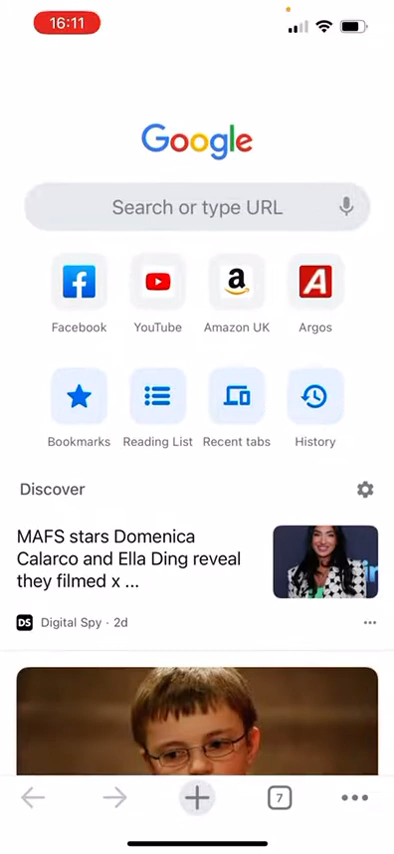 16:11
Google
Search or type URL
a
A
Facebook
YouTube
Amazon UK
Argos
Bookmarks
Reading List
Recent tabs
History
Discover
MAFS stars Domenica
Calarco and Ella Ding reveal
they filmed x ...
DS Digital Spy · 2d
7